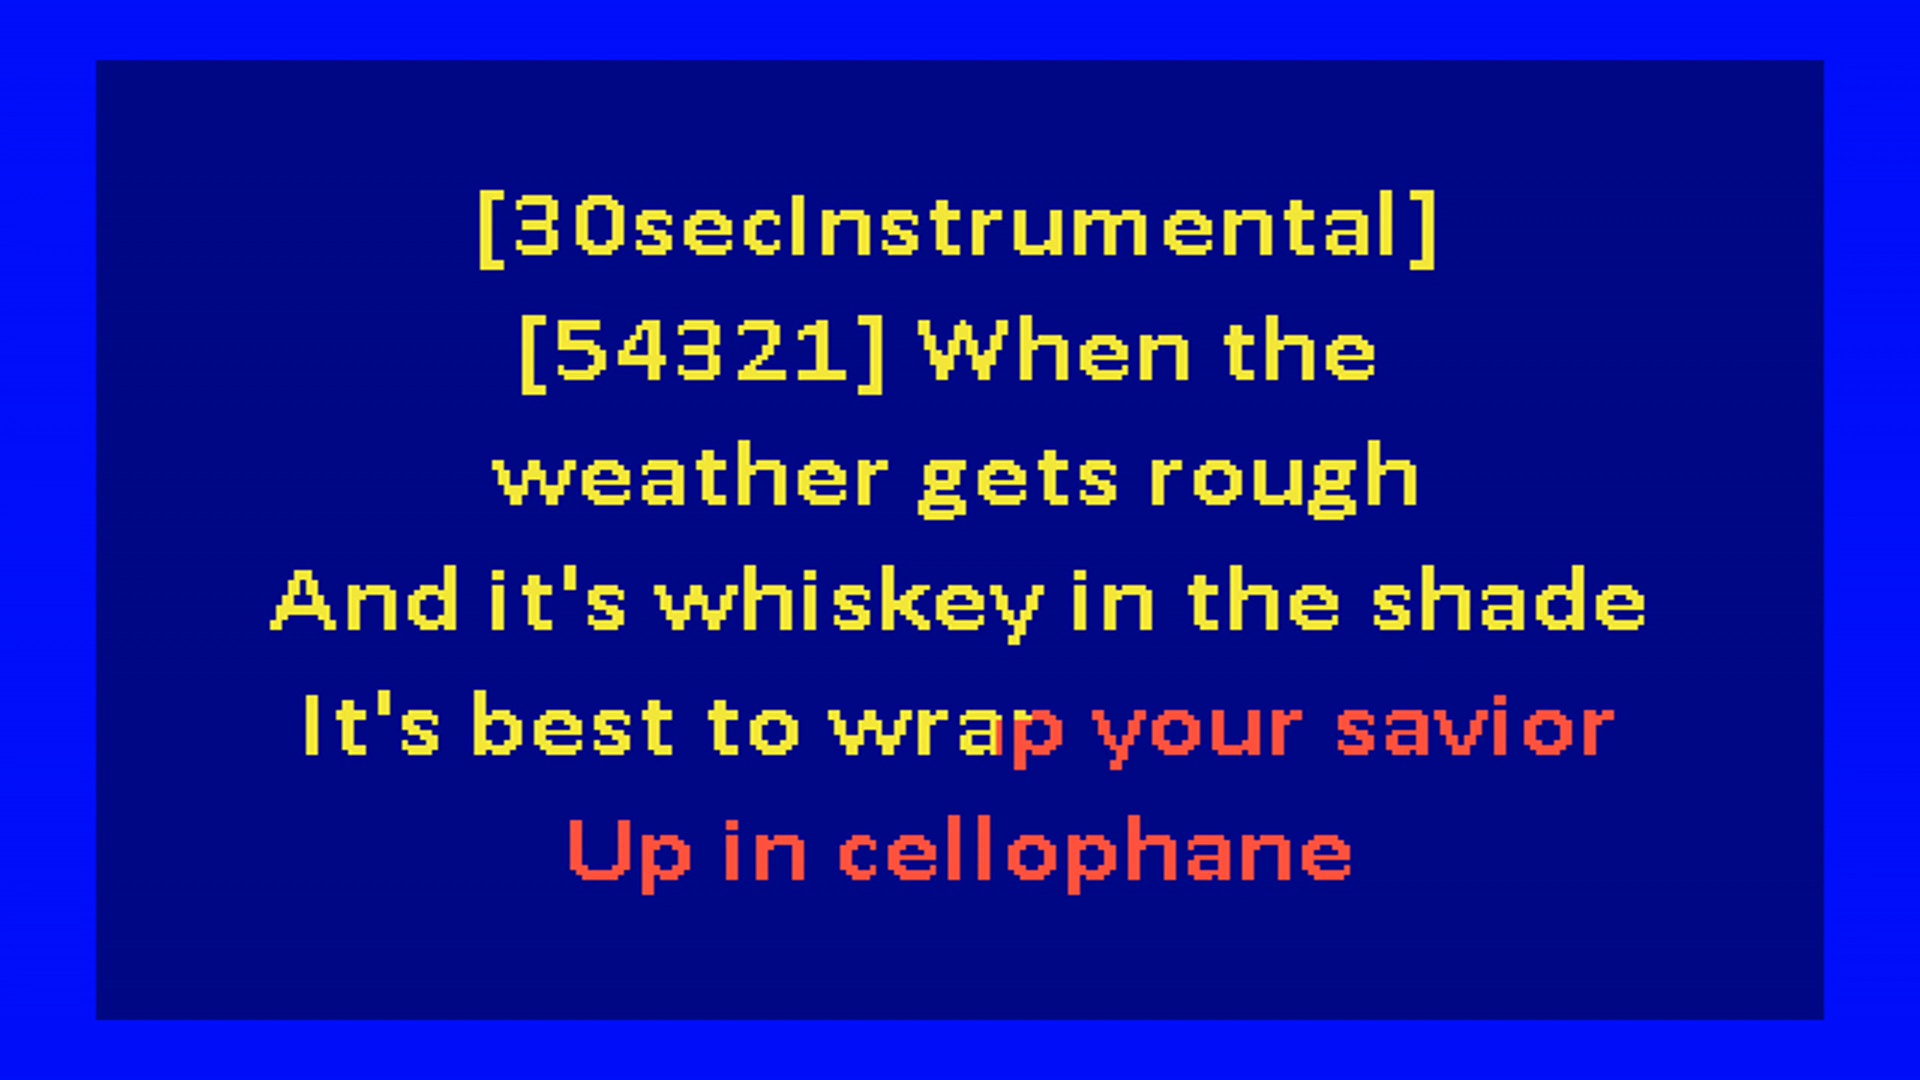 [30secInstrumental]
[54321] When the
weather gets rough
And it's whiskey in the shade
It's best to wrap your savior
Up in cellophane